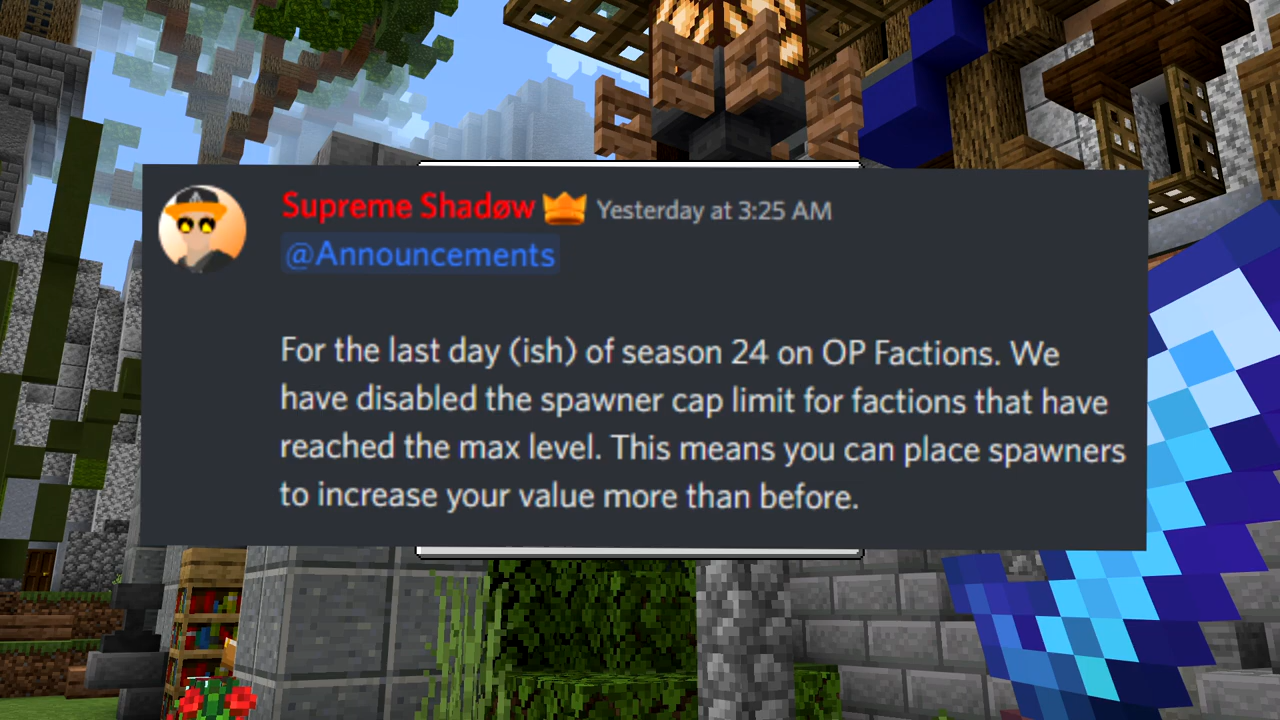 Supreme Shadøw Yesterday at 3:25 AM
@Announcements
For the last day (ish) of season 24 on OP Factions. We
have disabled the spawner cap limit for factions that have
reached the max level. This means you can place spawners
to increase your value more than before.